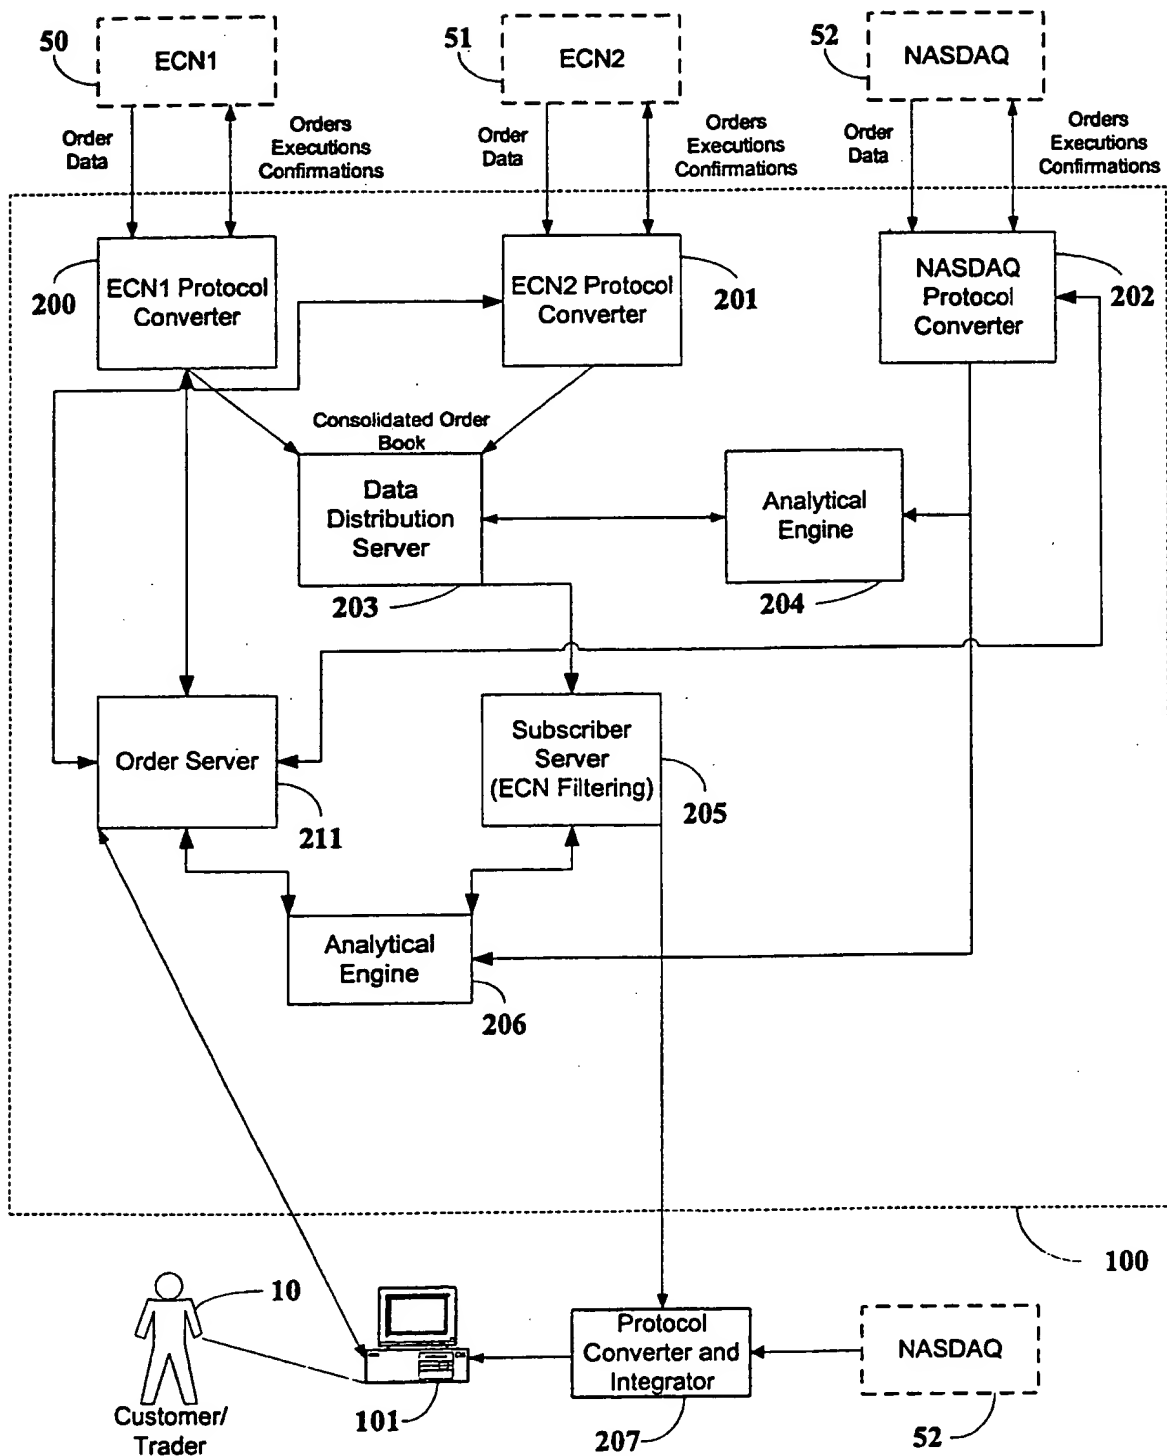 50
ECN1
51
ECN2
52
NASDAQ
Order
Data
Orders
Executions
Confirmations
Order
Data
Orders
Executions
Confirmations
Order
Data
Orders
Executions
Confirmations
200
ECN1 Protocol
Converter
ECN2 Protocol
Converter
201
NASDAQ
Protocol
Converter
202
Consolidated Order
Book
Data
Distribution
Server
203
Analytical
Engine
204
Order Server
211
Subscriber
Server
(ECN Filtering)
205
Analytical
Engine
206
100
10
Customer/
Trader
101
Protocol
Converter and
Integrator
207
NASDAQ
52